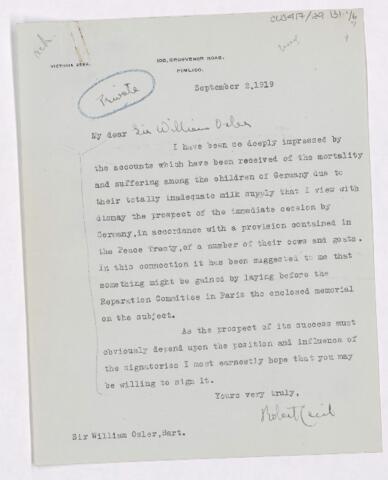 ack.
CUS417/29 131.1/6
VICTORIA 3554.
100, GROSVENOR ROAD,
PIMLICO.
Private
September 2, 1919
My dear Sir William Osler
I have been so deeply impressed by
the accounts which have been received of the mortality
and suffering among the children of Germany due to
their totally inadequate milk supply that I view with
dismay the prospect of the immediate cession by
Germany, in accordance with a provision contained in
the Peace Treaty, of a number of their cows and goats.
In this connection it has been suggested to me that
something might be gained by laying before the
Reparation Committee in Paris the enclosed memorial
on the subject.
As the prospect of its success must
obviously depend upon the position and influence of
the signatories I most earnestly hope that you may
be willing to sign it.
Yours very truly,
Robert Cecil
Sir William Osler, Bart.